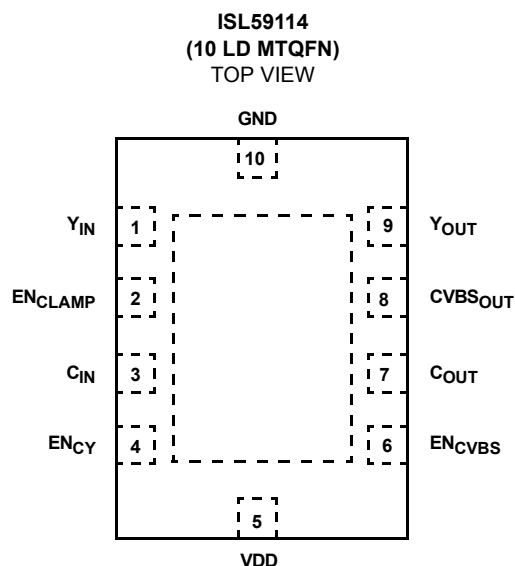 ISL59114
(10 LD MTQFN)
TOP VIEW
GND
10
YIN 1 9 YOUT
ENCLAMP 2 8 CVBSOUT
CIN 3 7 COUT
ENCY 4 6 ENCVBS
5
VDD